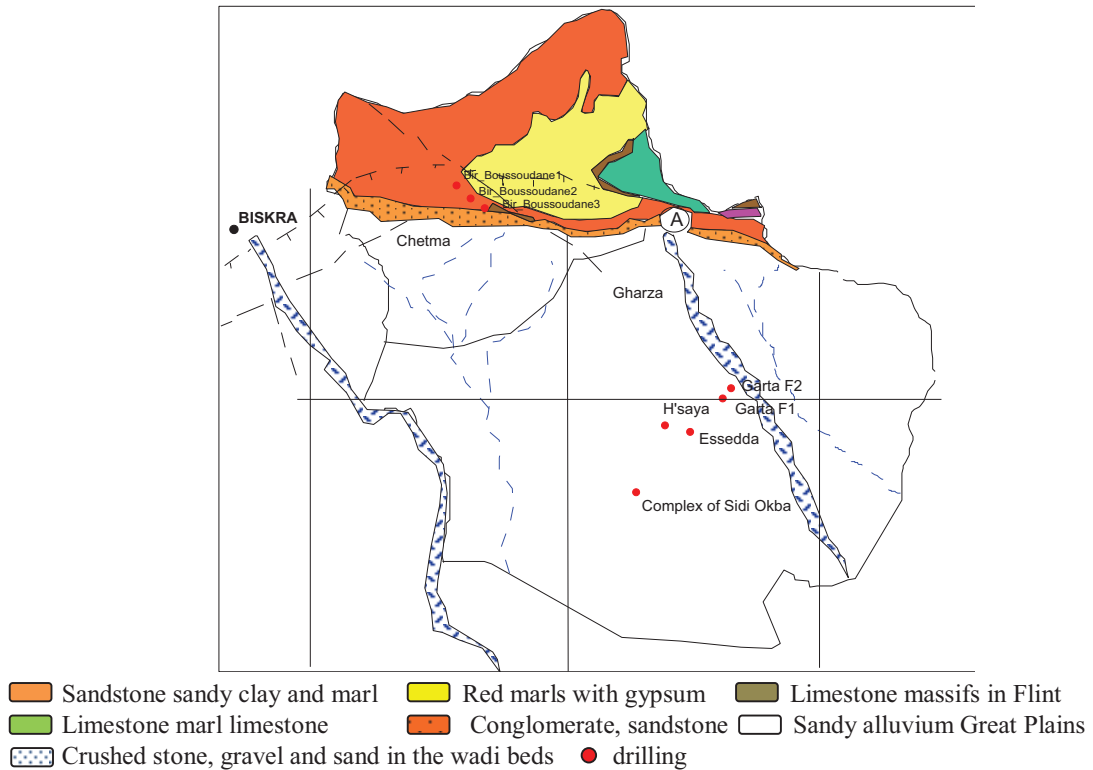 Bir_Boussoudane1
Bir_Boussoudane2
Bir_Boussoudane3
BISKRA
A
Chetma
Gharza
Garta F2
H'saya
Garta F1
Essedda
Complex of Sidi Okba
Sandstone sandy clay and marl
Red marls with gypsum
Limestone massifs in Flint
Limestone marl limestone
Conglomerate, sandstone
Sandy alluvium Great Plains
Crushed stone, gravel and sand in the wadi beds
drilling